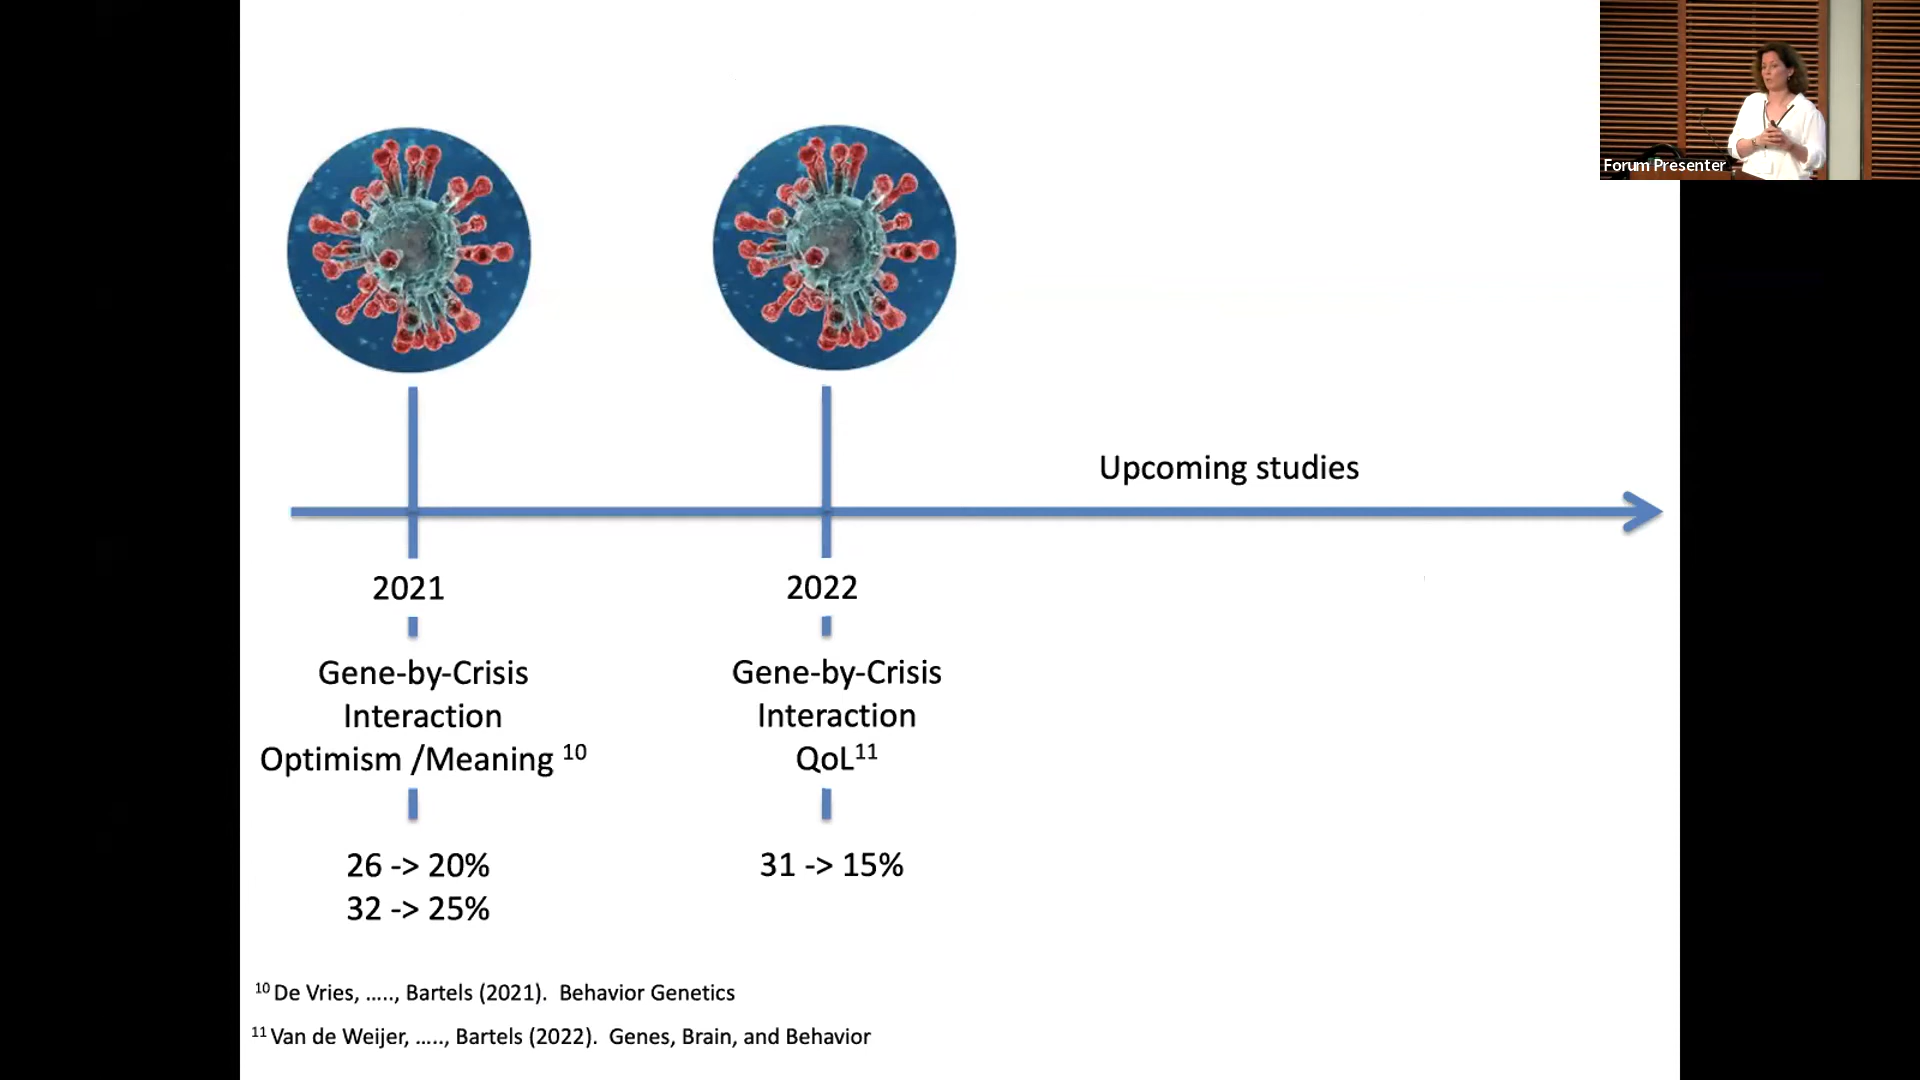 Forum Presenter
Upcoming studies
2021
Gene-by-Crisis
Interaction
Optimism /Meaning ¹⁰
26 -> 20%
32 -> 25%
2022
Gene-by-Crisis
Interaction
QoL¹¹
31 -> 15%
¹⁰ De Vries, ....., Bartels (2021). Behavior Genetics
¹¹ Van de Weijer, ....., Bartels (2022). Genes, Brain, and Behavior